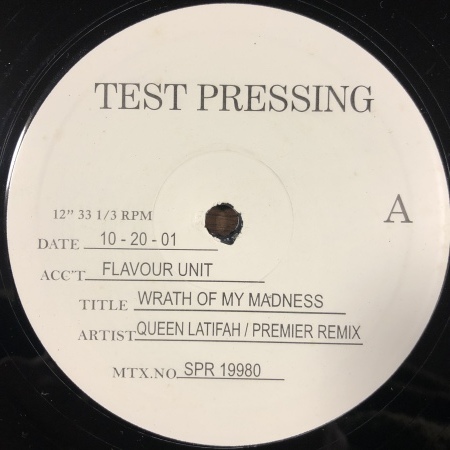 TEST PRESSING
12" 33 1/3 RPM
A
DATE 10 - 20 - 01
ACC'T FLAVOUR UNIT
TITLE WRATH OF MY MADNESS
ARTIST QUEEN LATIFAH / PREMIER REMIX
MTX.NO SPR 19980